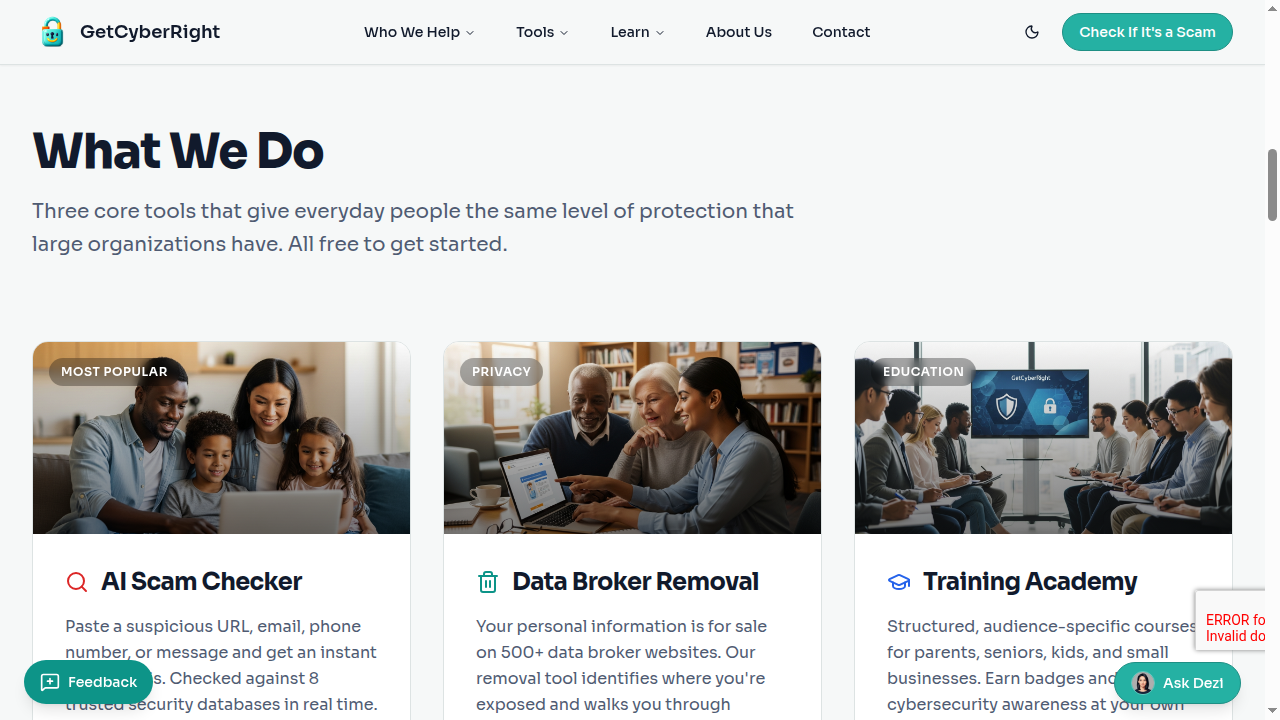 GetCyberRight
Who We Help
Tools
Learn
About Us
Contact
Check If It's a Scam
What We Do
Three core tools that give everyday people the same level of protection that
large organizations have. All free to get started.
MOST POPULAR
PRIVACY
EDUCATION
GetCyberRight
AI Scam Checker
Paste a suspicious URL, email, phone
number, or message and get an instant
Checked against 8
trusted security databases in real time.
Data Broker Removal
Your personal information is for sale
on 500+ data broker websites. Our
removal tool identifies where you're
exposed and walks you through
Training Academy
Structured, audience-specific courses
for parents, seniors, kids, and small
businesses. Earn badges and
cybersecurity awareness at your own
ERROR fo
Invalid do
Feedback
Ask Dezi